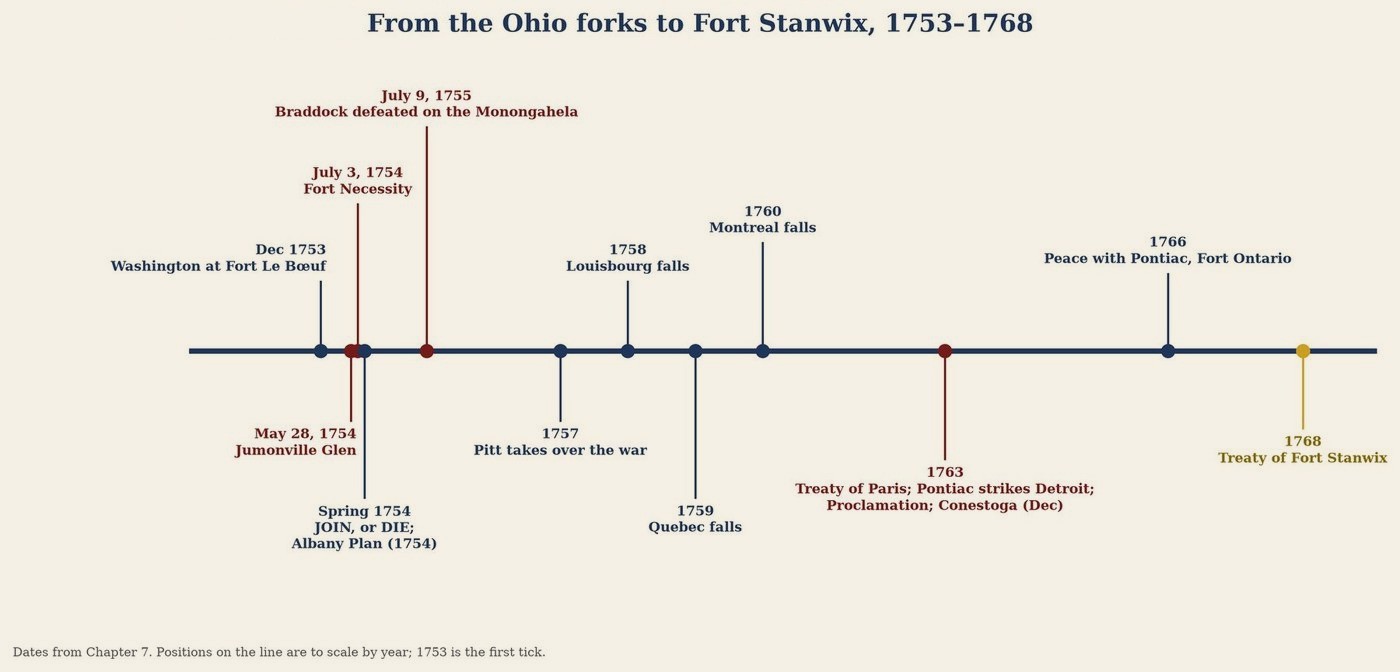 From the Ohio forks to Fort Stanwix, 1753–1768
July 9, 1755
Braddock defeated on the Monongahela
July 3, 1754
Fort Necessity
1760
Montreal falls
Dec 1753
Washington at Fort Le Bœuf
1758
Louisbourg falls
1766
Peace with Pontiac, Fort Ontario
May 28, 1754
Jumonville Glen
1757
Pitt takes over the war
1768
Treaty of Fort Stanwix
1763
Treaty of Paris; Pontiac strikes Detroit;
Proclamation; Conestoga (Dec)
Spring 1754
JOIN, or DIE;
Albany Plan (1754)
1759
Quebec falls
Dates from Chapter 7. Positions on the line are to scale by year; 1753 is the first tick.